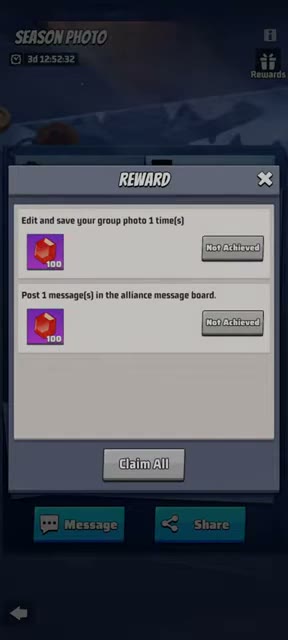 SEASON PHOTO
3d 12:52:32
Rewards
REWARD
Edit and save your group photo 1 time(s)
100
Not Achieved
Post 1 message(s) in the alliance message board.
100
Not Achieved
Claim All
Message
Share